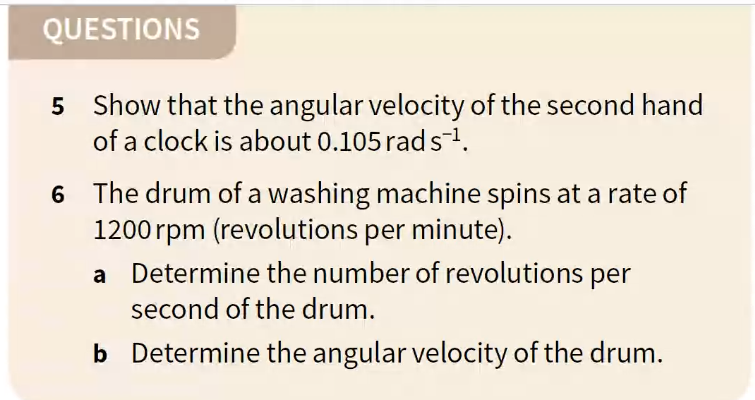 QUESTIONS
5 Show that the angular velocity of the second hand
of a clock is about 0.105 rad s⁻¹.
6 The drum of a washing machine spins at a rate of
1200 rpm (revolutions per minute).
a Determine the number of revolutions per
second of the drum.
b Determine the angular velocity of the drum.